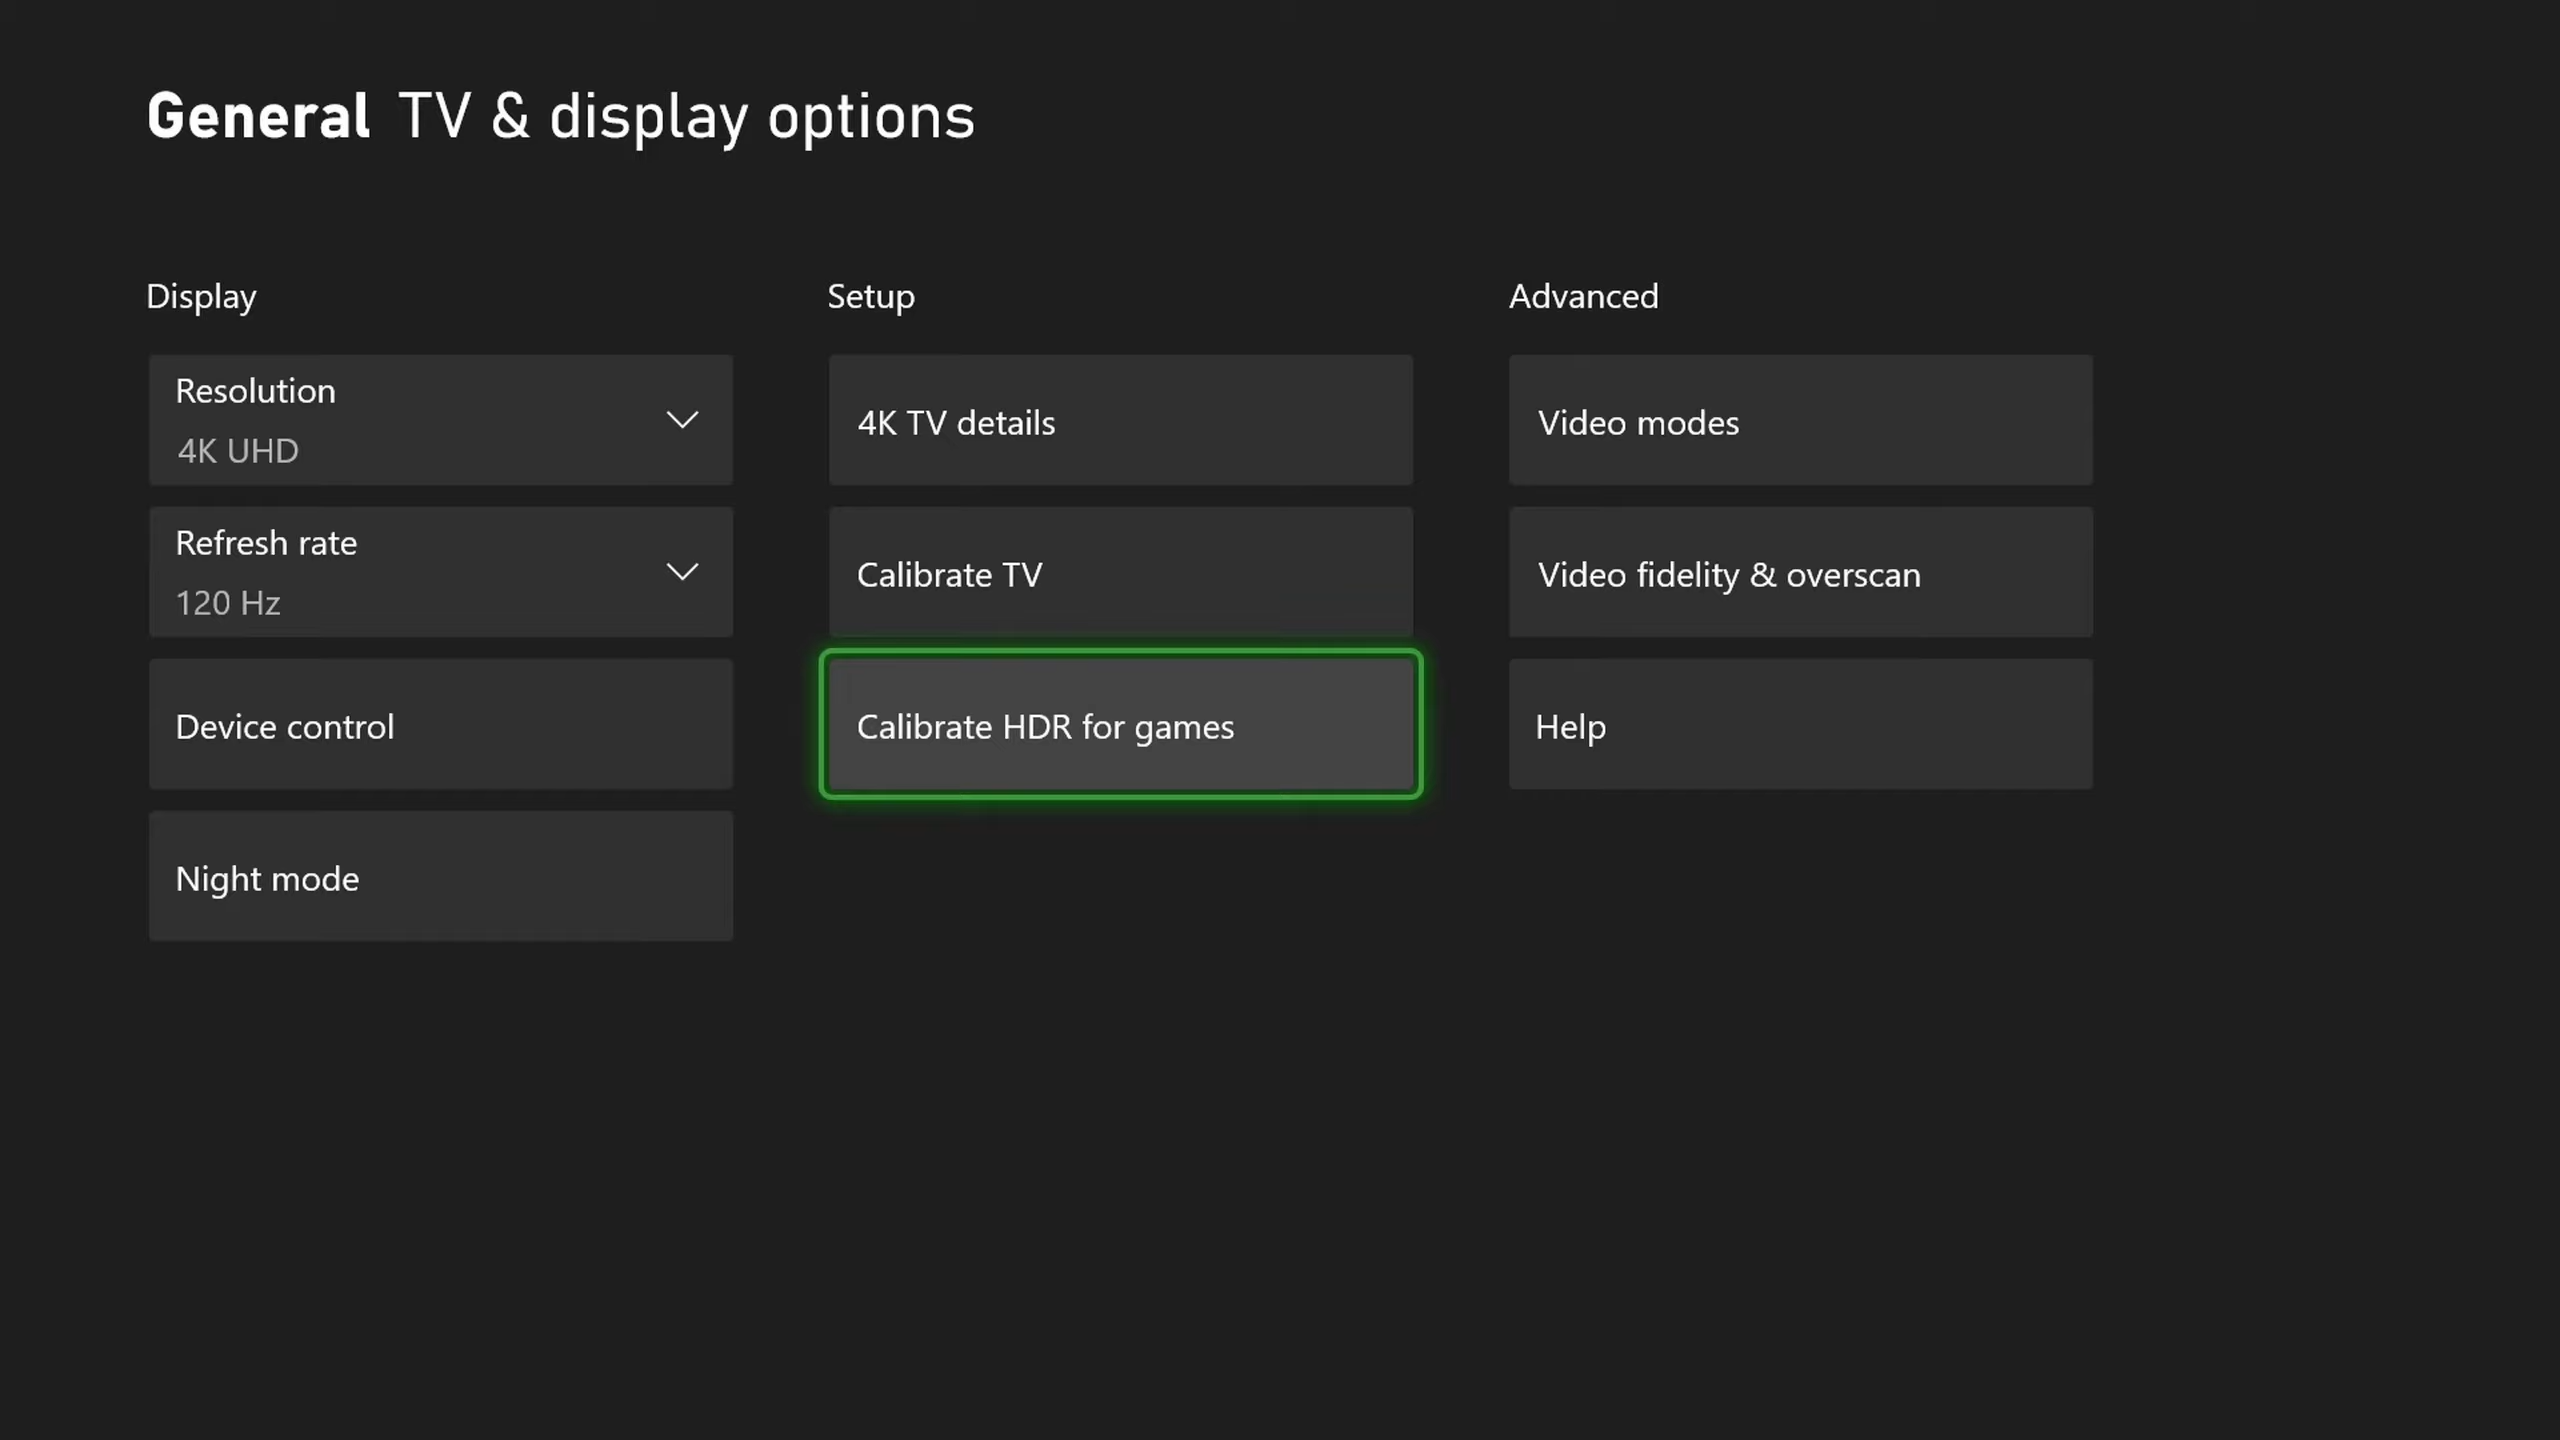 General TV & display options
Display
Resolution
4K UHD
Refresh rate
120 Hz
Device control
Night mode
Setup
4K TV details
Calibrate TV
Calibrate HDR for games
Advanced
Video modes
Video fidelity & overscan
Help